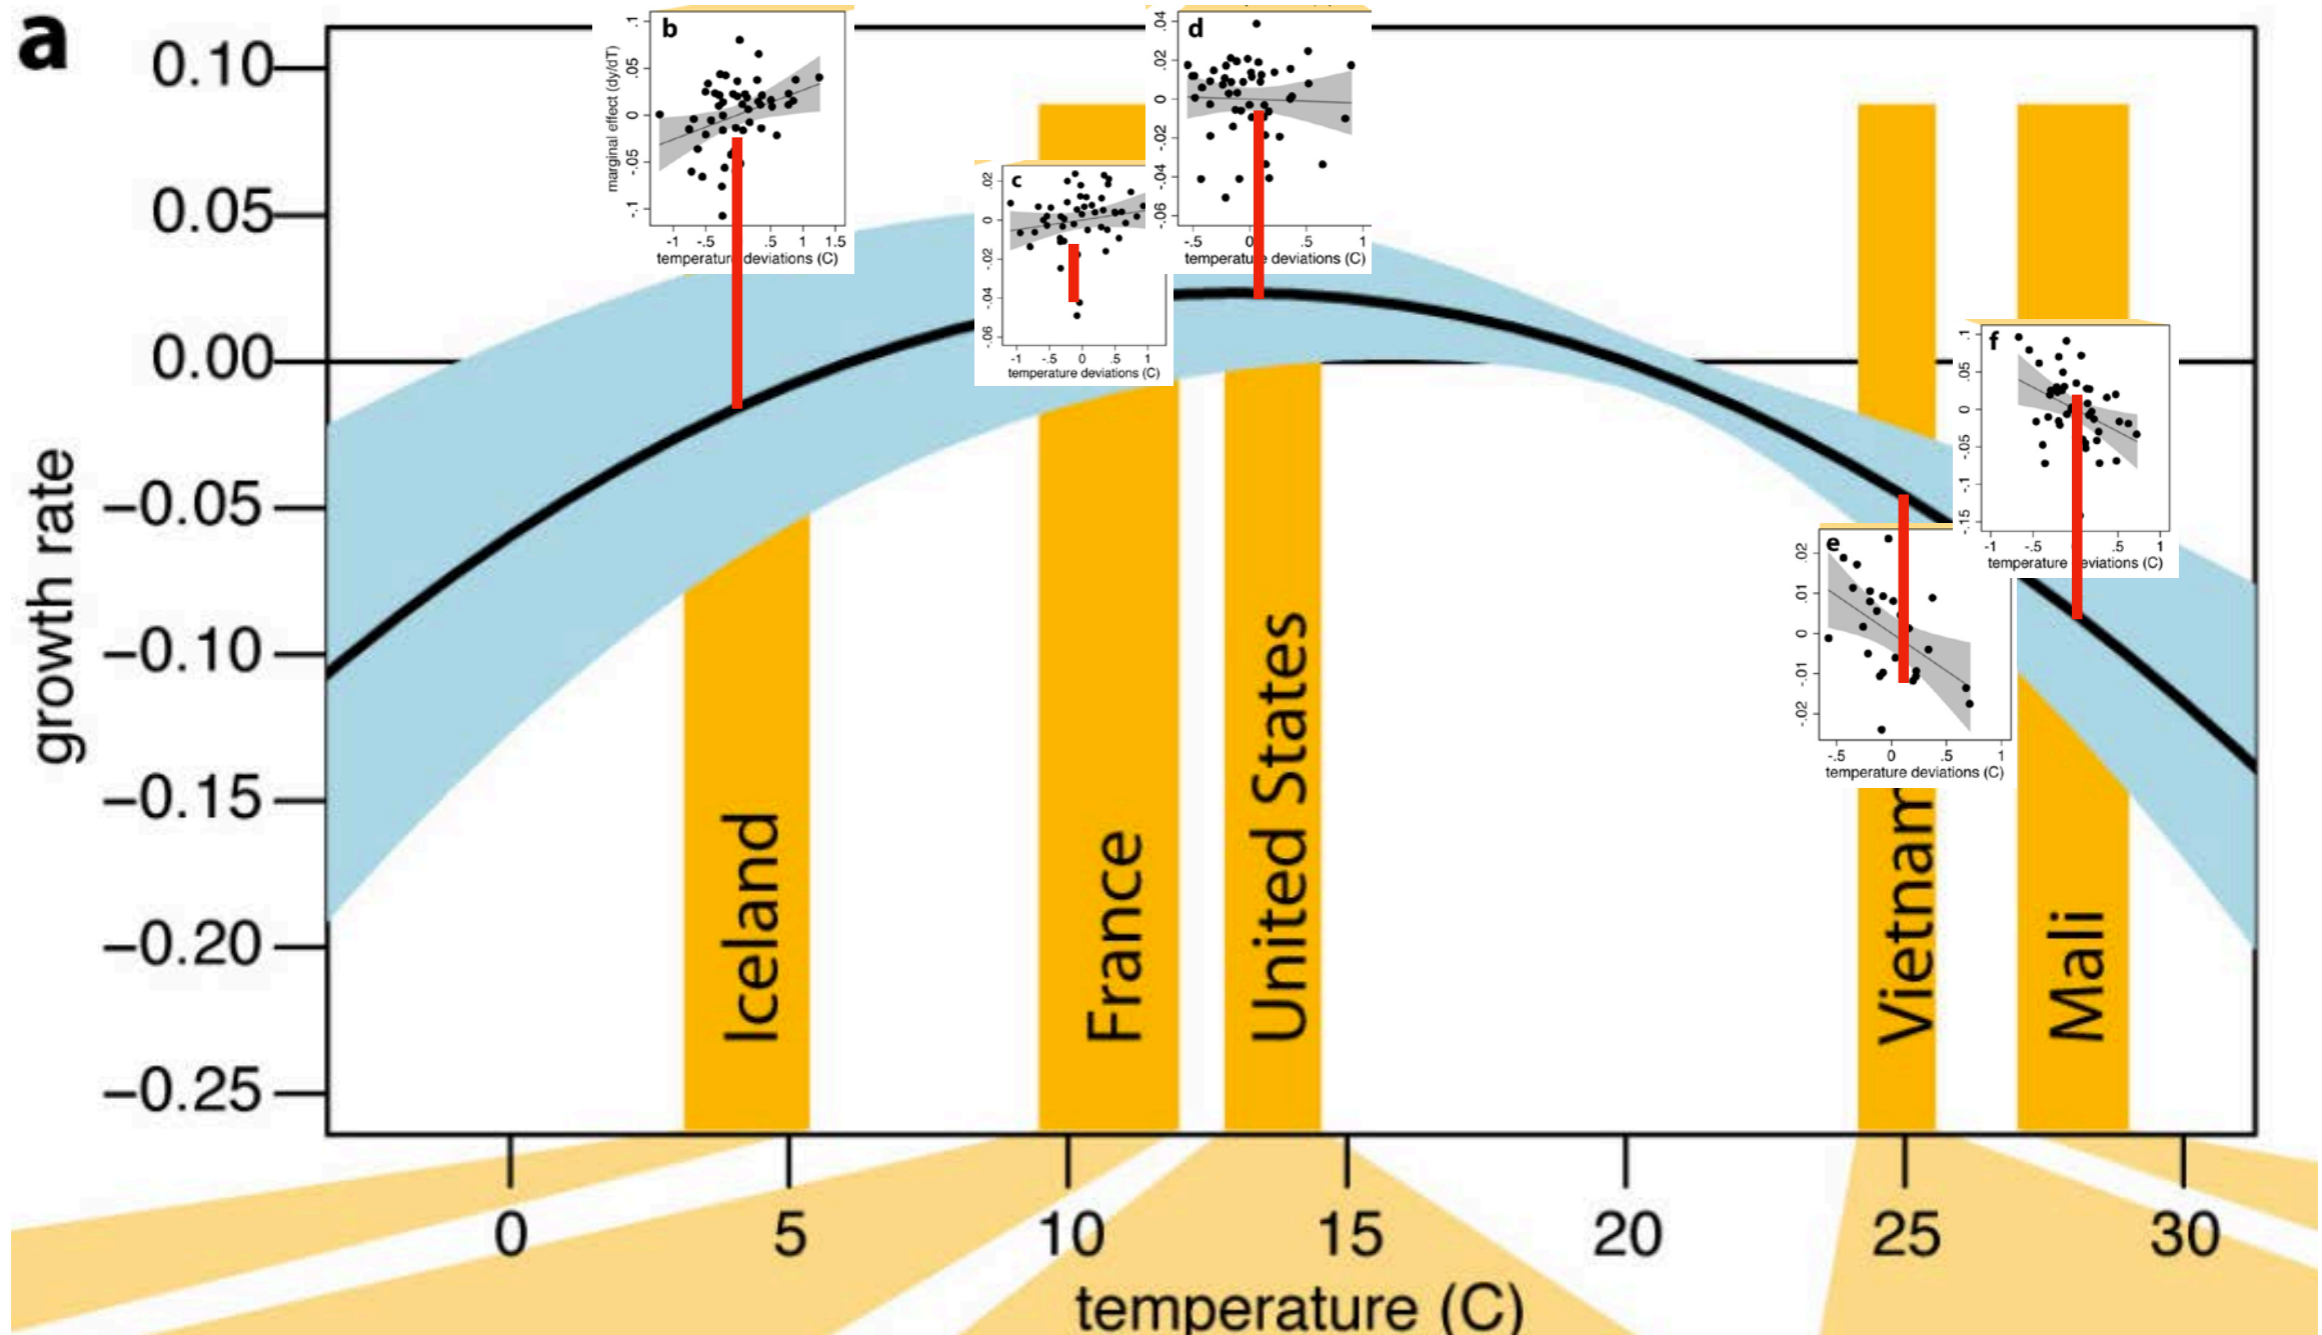 a
growth rate
0.10
0.05
0.00
−0.05
−0.10
−0.15
−0.20
−0.25
0 5 10 15 20 25 30
temperature (C)
Iceland
France
United States
Vietnam
Mali
b
marginal effect (dy/dT)
.1
.05
0
-.05
-.1
-1 -.5 .5 1 1.5
temperature deviations (C)
c
.02
0
-.02
-.04
-.06
-1 -.5 0 .5 1
temperature deviations (C)
d
.04
.02
0
-.02
-.04
-.06
-.5 0 .5 1
temperature deviations (C)
e
.02
.01
0
-.01
-.02
-.5 0 .5 1
temperature deviations (C)
f
.1
.05
0
-.05
-.1
-.15
-1 -.5 .5 1
temperature deviations (C)